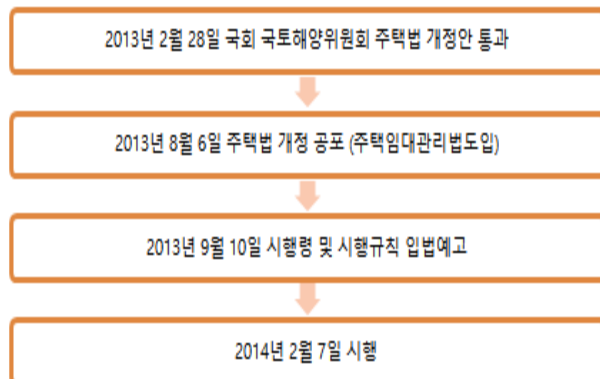 2013년 2월 28일 국회 국토해양위원회 주택법 개정안 통과
2013년 8월 6일 주택법 개정 공포 (주택임대관리법도입)
2013년 9월 10일 시행령 및 시행규칙 입법예고
2014년 2월 7일 시행